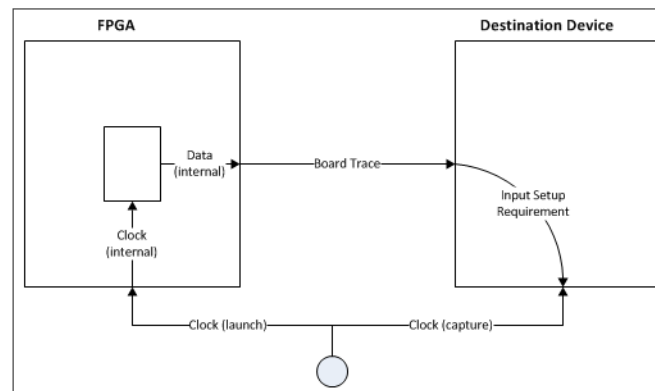 FPGA
Destination Device
Data
(internal)
Board Trace
Input Setup
Requirement
Clock
(internal)
Clock (launch)
Clock (capture)